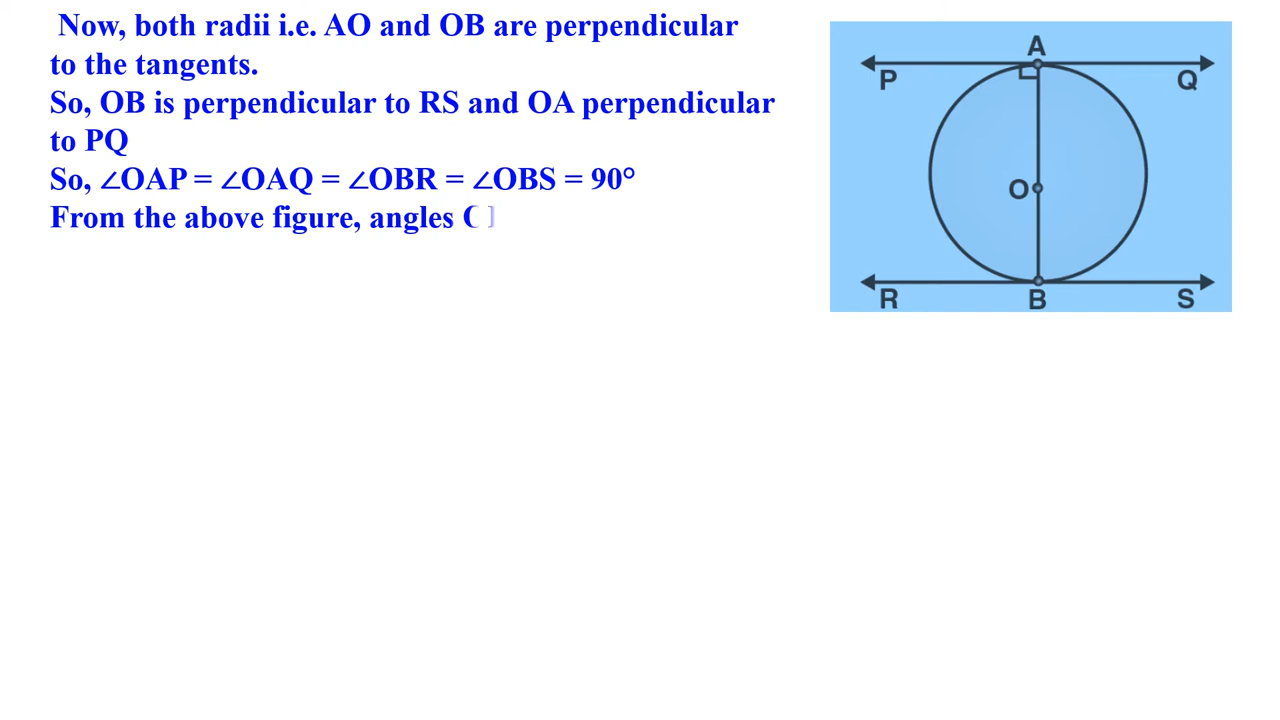 Now, both radii i.e. AO and OB are perpendicular
to the tangents.
So, OB is perpendicular to RS and OA perpendicular
to PQ
So, ∠OAP = ∠OAQ = ∠OBR = ∠OBS = 90°
From the above figure, angles
A
P
Q
O
R
B
S